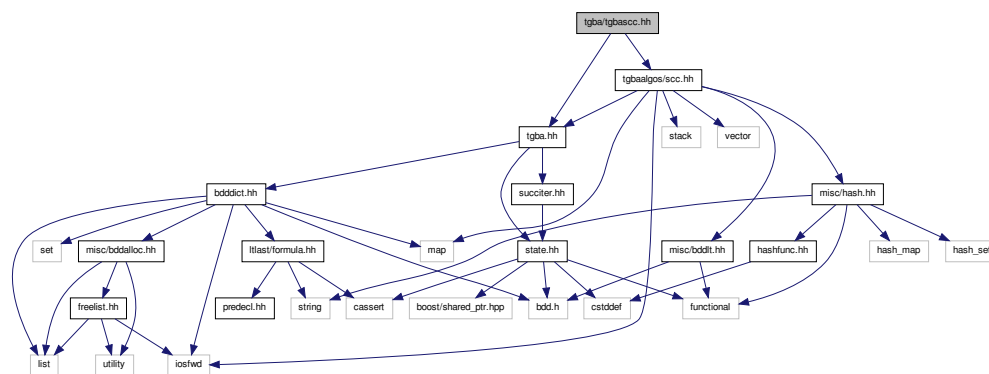 tgba/tgbascc.hh
tgbaalgos/scc.hh
tgba.hh
stack
vector
bdddict.hh
succiter.hh
misc/hash.hh
set
misc/bddalloc.hh
ltlast/formula.hh
map
state.hh
misc/bddlt.hh
hashfunc.hh
hash_map
hash_set
freelist.hh
predecl.hh
string
cassert
boost/shared_ptr.hpp
bdd.h
cstddef
functional
list
utility
iosfwd